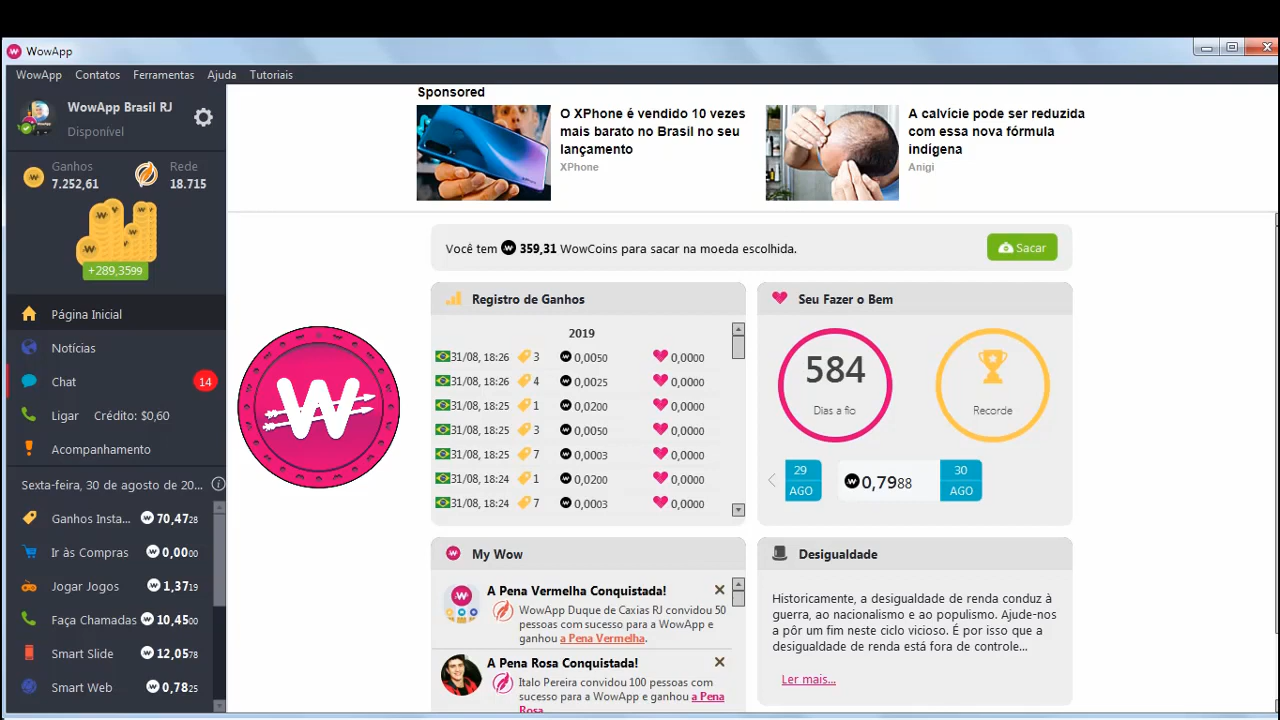 WowApp
WowApp Contatos Ferramentas Ajuda Tutoriais
WowApp Brasil RJ
Disponível
Ganhos
7.252,61
Rede
18.715
+289,3599
Página Inicial
Notícias
Chat 14
Ligar Crédito: $0,60
Acompanhamento
Sexta-feira, 30 de agosto de 20...
Ganhos Insta... 70,4728
Ir às Compras 0,0000
Jogar Jogos 1,3719
Faça Chamadas 10,4500
Smart Slide 12,0578
Smart Web 0,7825
Sponsored
O XPhone é vendido 10 vezes
mais barato no Brasil no seu
lançamento
XPhone
A calvície pode ser reduzida
com essa nova fórmula
indígena
Anigi
Você tem 359,31 WowCoins para sacar na moeda escolhida.
Sacar
W
Registro de Ganhos
2019
31/08, 18:26 3 0,0050 0,0000
31/08, 18:26 4 0,0025 0,0000
31/08, 18:25 1 0,0200 0,0000
31/08, 18:25 3 0,0050 0,0000
31/08, 18:25 7 0,0003 0,0000
31/08, 18:24 1 0,0200 0,0000
31/08, 18:24 7 0,0003 0,0000
Seu Fazer o Bem
584
Dias a fio
Recorde
29
AGO
0,7988
30
AGO
My Wow
A Pena Vermelha Conquistada!
WowApp Duque de Caxias RJ convidou 50
pessoas com sucesso para a WowApp e
ganhou a Pena Vermelha.
A Pena Rosa Conquistada!
Italo Pereira convidou 100 pessoas com
sucesso para a WowApp e ganhou a Pena
Rosa.
Desigualdade
Historicamente, a desigualdade de renda conduz à
guerra, ao nacionalismo e ao populismo. Ajude-nos
a pôr um fim neste ciclo vicioso. É por isso que a
desigualdade de renda está fora de controle...
Ler mais...